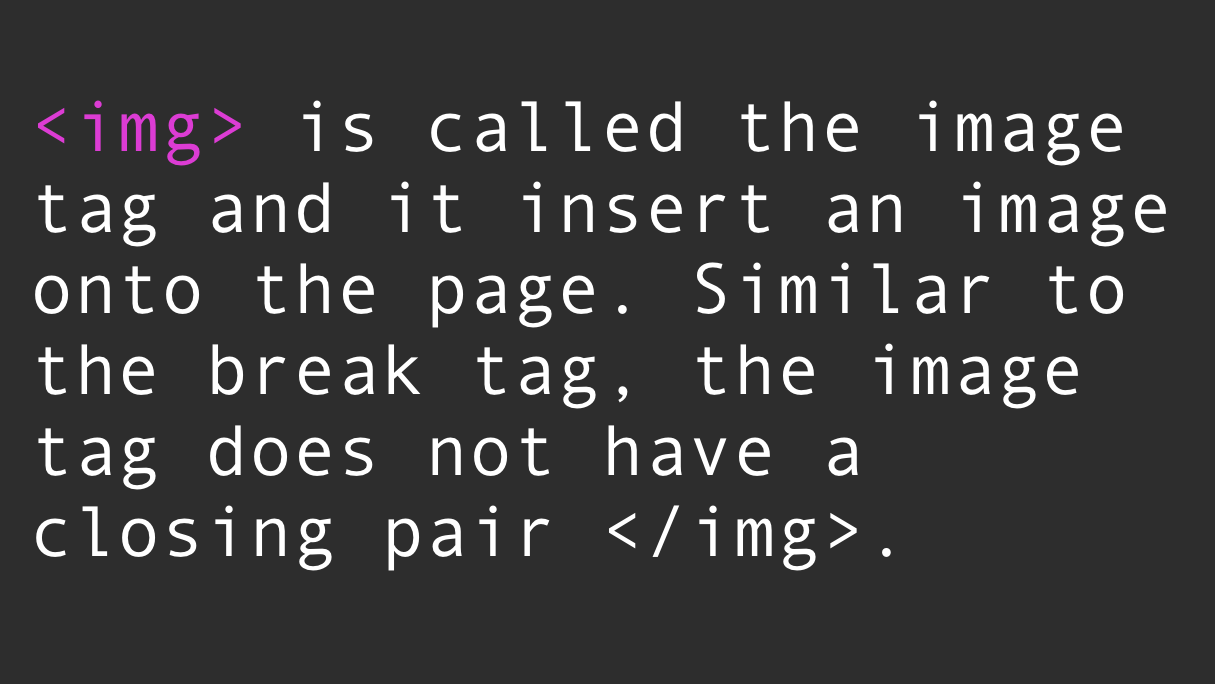 <img> is called the image
tag and it insert an image
onto the page. Similar to
the break tag, the image
tag does not have a
closing pair </img>.